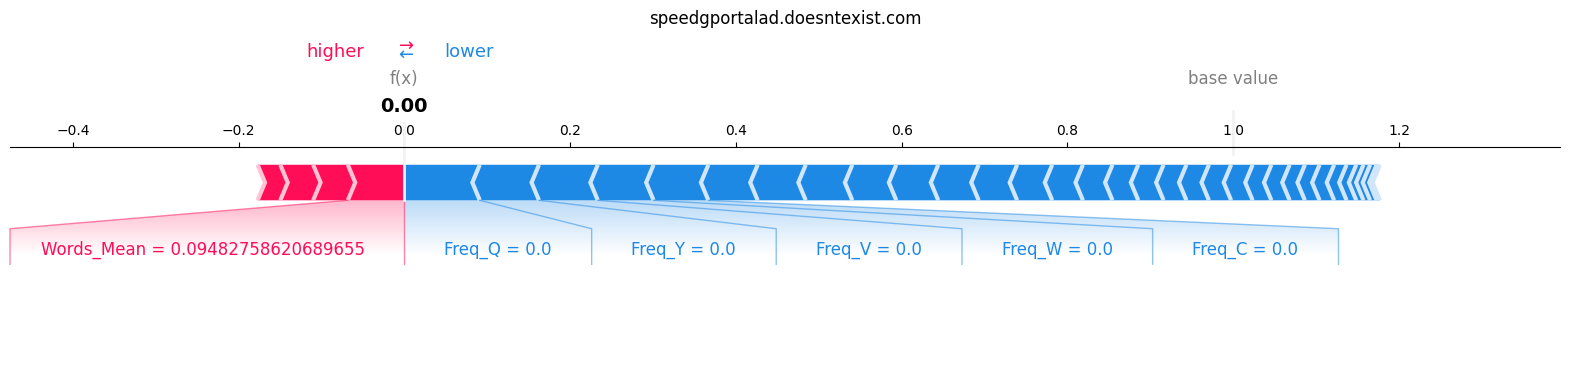 speedgportalad.doesntexist.com
higher ⇄ lower
f(x) base value
0.00
−0.4 −0.2 0.0 0.2 0.4 0.6 0.8 1.0 1.2
Words_Mean = 0.09482758620689655 Freq_Q = 0.0 Freq_Y = 0.0 Freq_V = 0.0 Freq_W = 0.0 Freq_C = 0.0